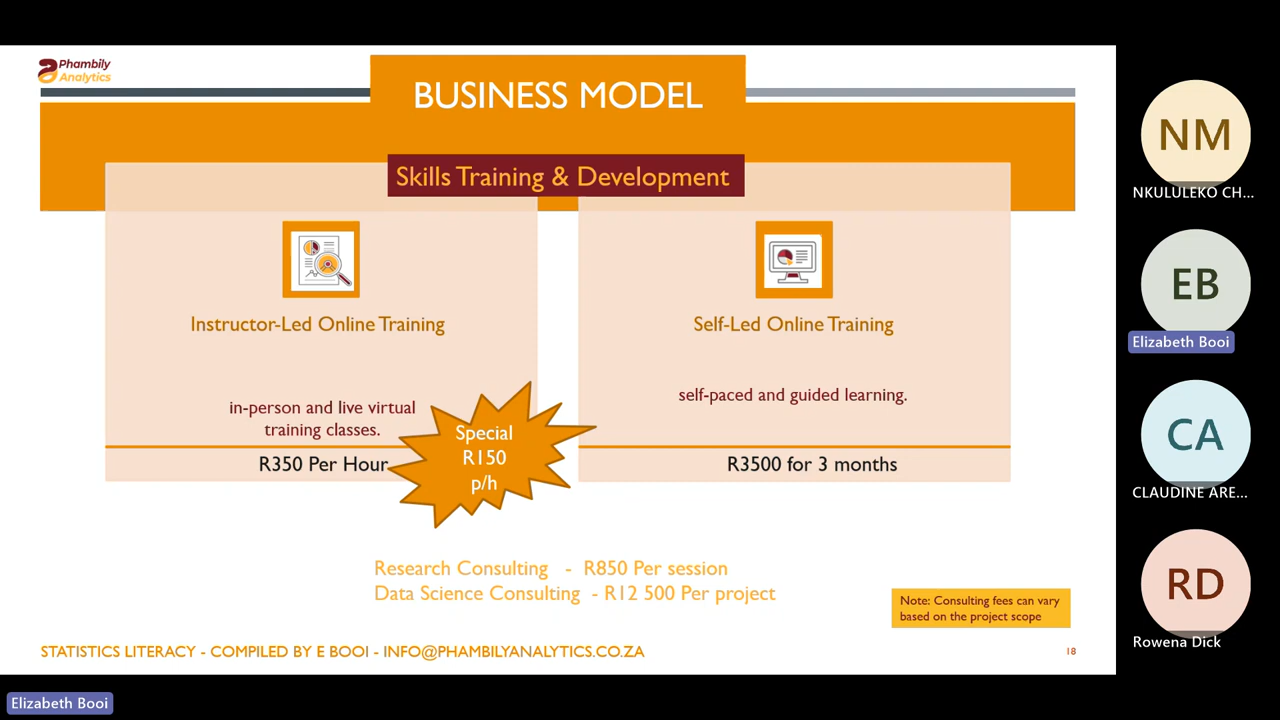 Phambily
Analytics
BUSINESS MODEL
Skills Training & Development
Instructor-Led Online Training
in-person and live virtual
training classes.
R350 Per Hour
Special
R150
p/h
Self-Led Online Training
self-paced and guided learning.
R3500 for 3 months
Research Consulting - R850 Per session
Data Science Consulting - R12 500 Per project
Note: Consulting fees can vary
based on the project scope
STATISTICS LITERACY - COMPILED BY E BOOI - INFO@PHAMBILYANALYTICS.CO.ZA
18
NM
NKULULEKO CH...
EB
Elizabeth Booi
CA
CLAUDINE ARE...
RD
Rowena Dick
Elizabeth Booi